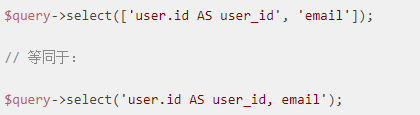 $query->select(['user.id AS user_id', 'email']);
// 等同于：
$query->select('user.id AS user_id, email');